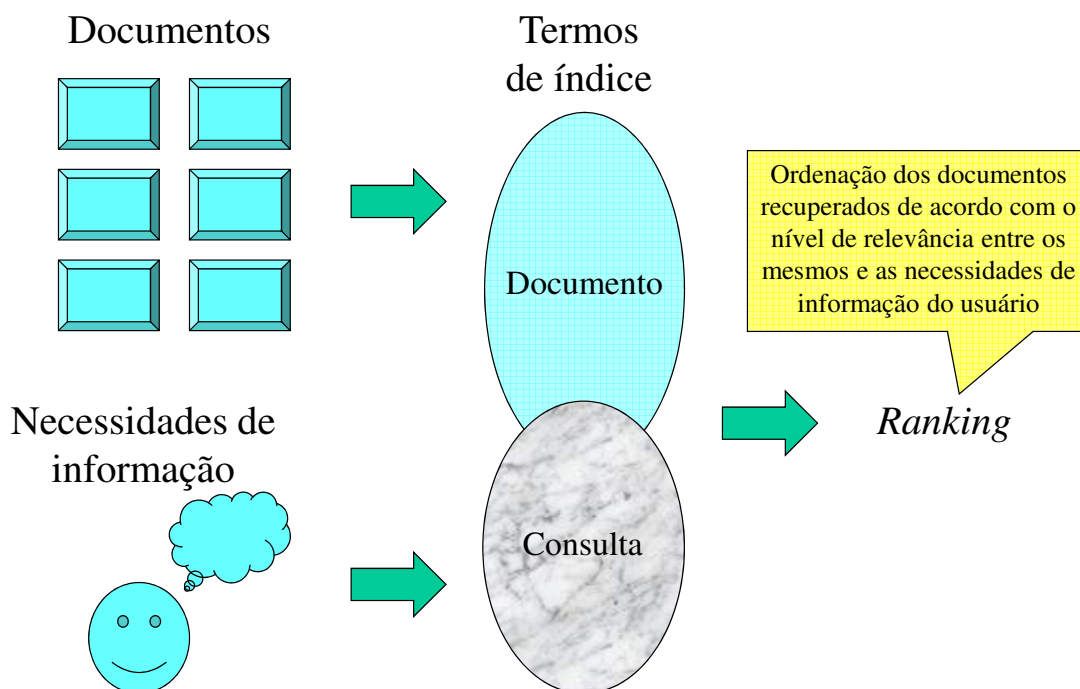 Documentos
Termos
de índice
Ordenação dos documentos
recuperados de acordo com o
nível de relevância entre os
mesmos e as necessidades de
informação do usuário
Documento
Necessidades de
informação
Ranking
Consulta